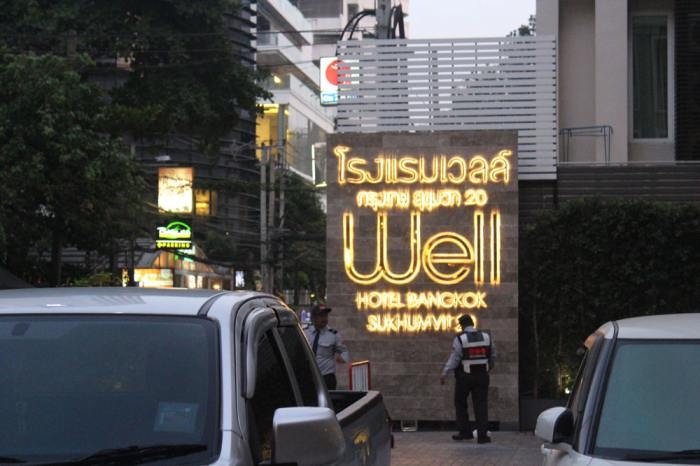 โรงแรมเวลล์
กรุงเทพ สุขุมวิท 20
Well
HOTEL BANGKOK
SUKHUMVIT
PARKING